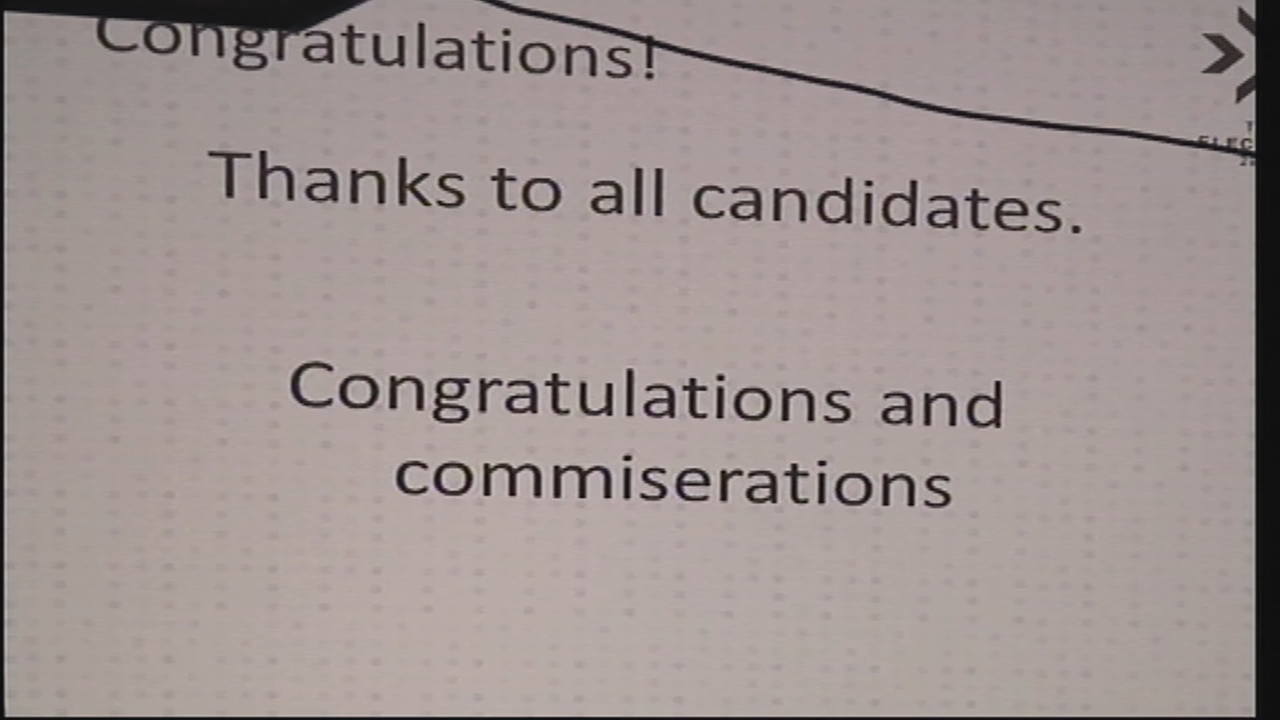 Congratulations!
Thanks to all candidates.
Congratulations and
commiserations